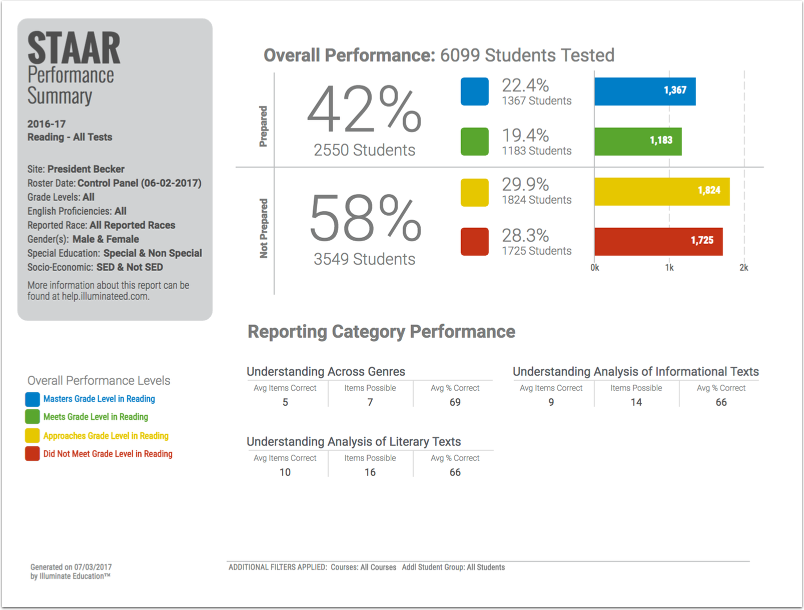 STAAR
Performance
Summary
2016-17
Reading - All Tests
Site: President Becker
Roster Date: Control Panel (06-02-2017)
Grade Levels: All
English Proficiencies: All
Reported Race: All Reported Races
Gender(s): Male & Female
Special Education: Special & Non Special
Socio-Economic: SED & Not SED
More information about this report can be
found at help.illuminateed.com.
Overall Performance Levels
Masters Grade Level in Reading
Meets Grade Level in Reading
Approaches Grade Level in Reading
Did Not Meet Grade Level in Reading
Generated on 07/03/2017
by Illuminate Education™
Overall Performance: 6099 Students Tested
Prepared
42%
2550 Students
22.4%
1367 Students
1,367
19.4%
1183 Students
1,183
Not Prepared
58%
3549 Students
29.9%
1824 Students
1,824
28.3%
1725 Students
1,725
0k 1k 2k
Reporting Category Performance
Understanding Across Genres
Avg Items Correct Items Possible Avg % Correct
5 7 69
Understanding Analysis of Informational Texts
Avg Items Correct Items Possible Avg % Correct
9 14 66
Understanding Analysis of Literary Texts
Avg Items Correct Items Possible Avg % Correct
10 16 66
ADDITIONAL FILTERS APPLIED: Courses: All Courses Addl Student Group: All Students